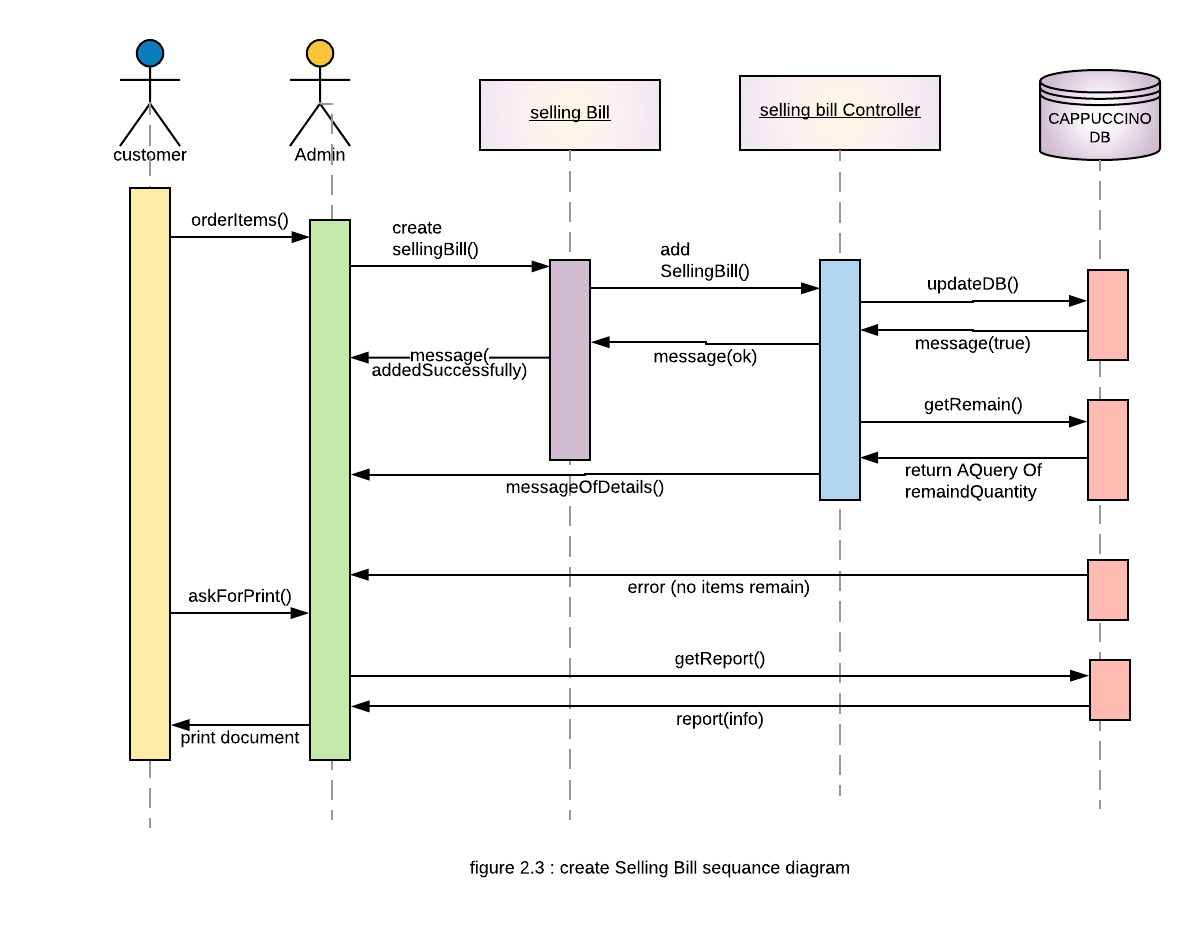 customer
Admin
selling Bill
selling bill Controller
CAPPUCCINO
DB
orderItems()
create
sellingBill()
add
SellingBill()
updateDB()
message(true)
message(ok)
message(
addedSuccessfully)
getRemain()
return AQuery Of
remaindQuantity
messageOfDetails()
error (no items remain)
askForPrint()
getReport()
report(info)
print document
figure 2.3 : create Selling Bill sequance diagram